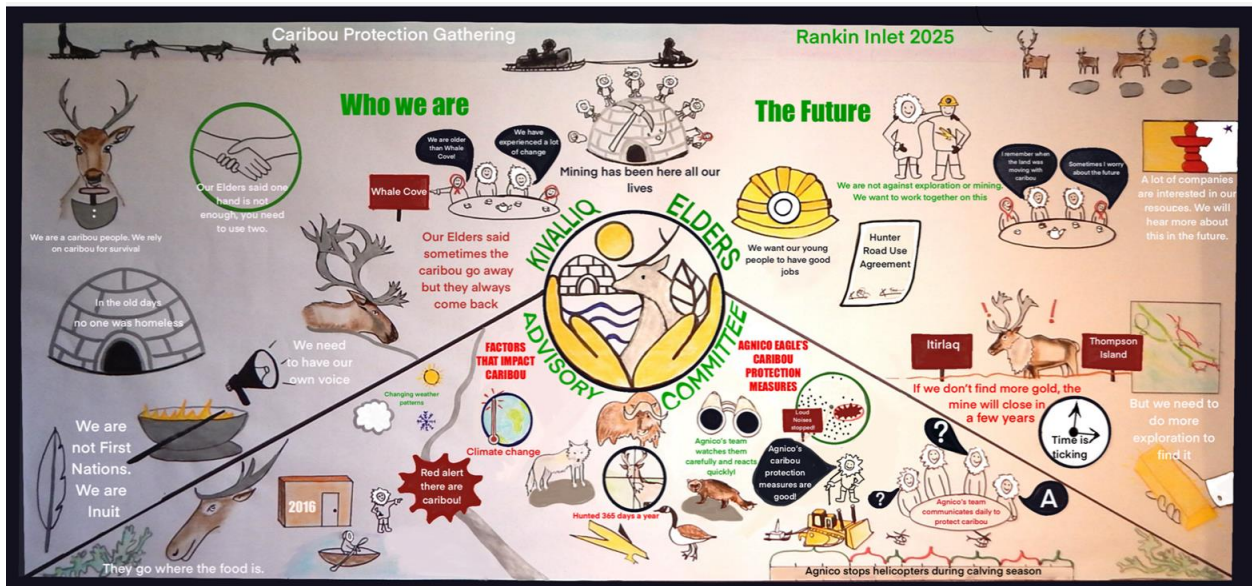 Caribou Protection Gathering
Rankin Inlet 2025
Who we are
The Future
We are older
than Whale
Cove!
We have
experienced a lot
of change
Whale Cove
Mining has been here all our
lives
Our Elders said one
hand is not
enough, you need
to use two.
We are a caribou people. We rely
on caribou for survival
Our Elders said
sometimes the
caribou go away
but they always
come back
In the old days
no one was homeless
We need
to have our
own voice
We are
not First
Nations.
We are
Inuit
KIVALLIQ
ELDERS
ADVISORY
COMMITTEE
We are not against exploration or mining.
We want to work together on this
I remember when
the land was
moving with
caribou
Sometimes I worry
about the future
A lot of companies
are interested in our
resouces. We will
hear more about
this in the future.
We want our young
people to have good
jobs
Hunter
Road Use
Agreement
Itirlaq
Thompson
Island
If we don't find more gold, the
mine will close in
a few years
Time is
ticking
But we need to
do more
exploration to
find it
FACTORS
THAT IMPACT
CARIBOU
Changing weather
patterns
Climate change
Red alert
there are
caribou!
2016
They go where the food is.
Hunted 365 days a year
AGNICO EAGLE'S
CARIBOU
PROTECTION
MEASURES
Loud
Noises
stopped!
Agnico's team
watches them
carefully and reacts
quickly!
Agnico's
caribou
protection
measures are
good!
?
?
A
Agnico's team
communicates daily to
protect caribou
Agnico stops helicopters during calving season